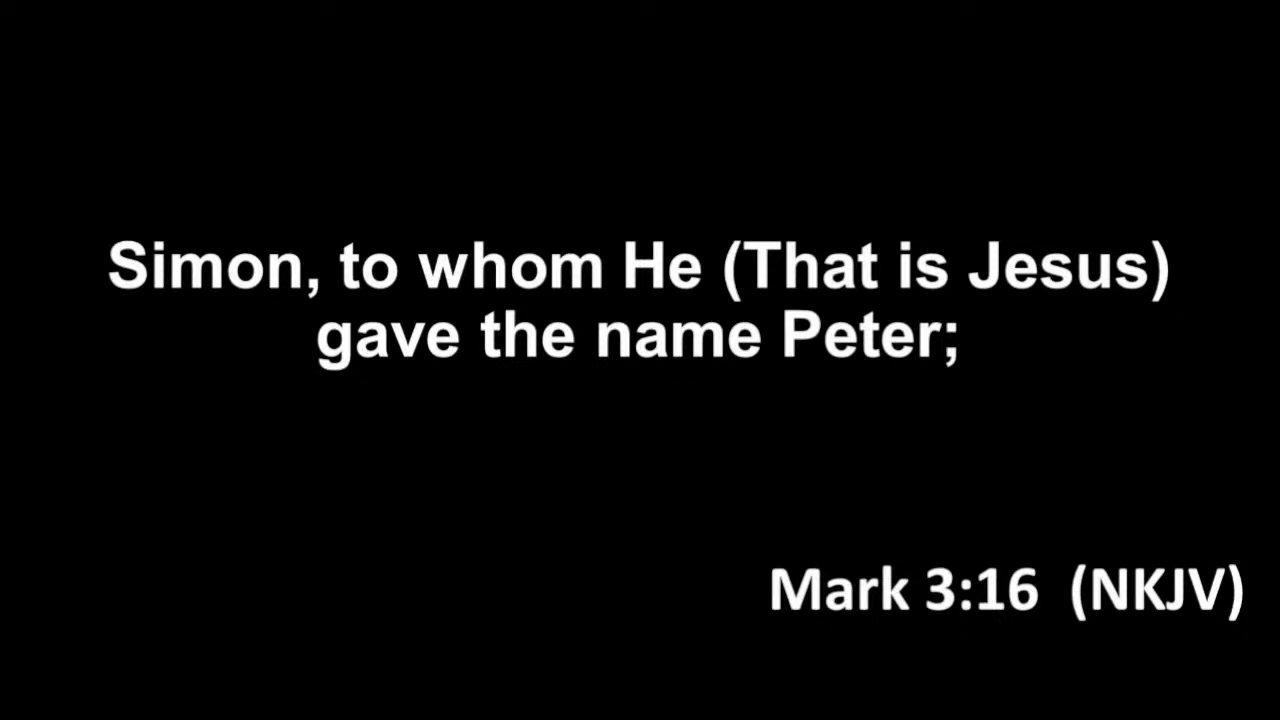 Simon, to whom He (That is Jesus)
gave the name Peter;
Mark 3:16  (NKJV)